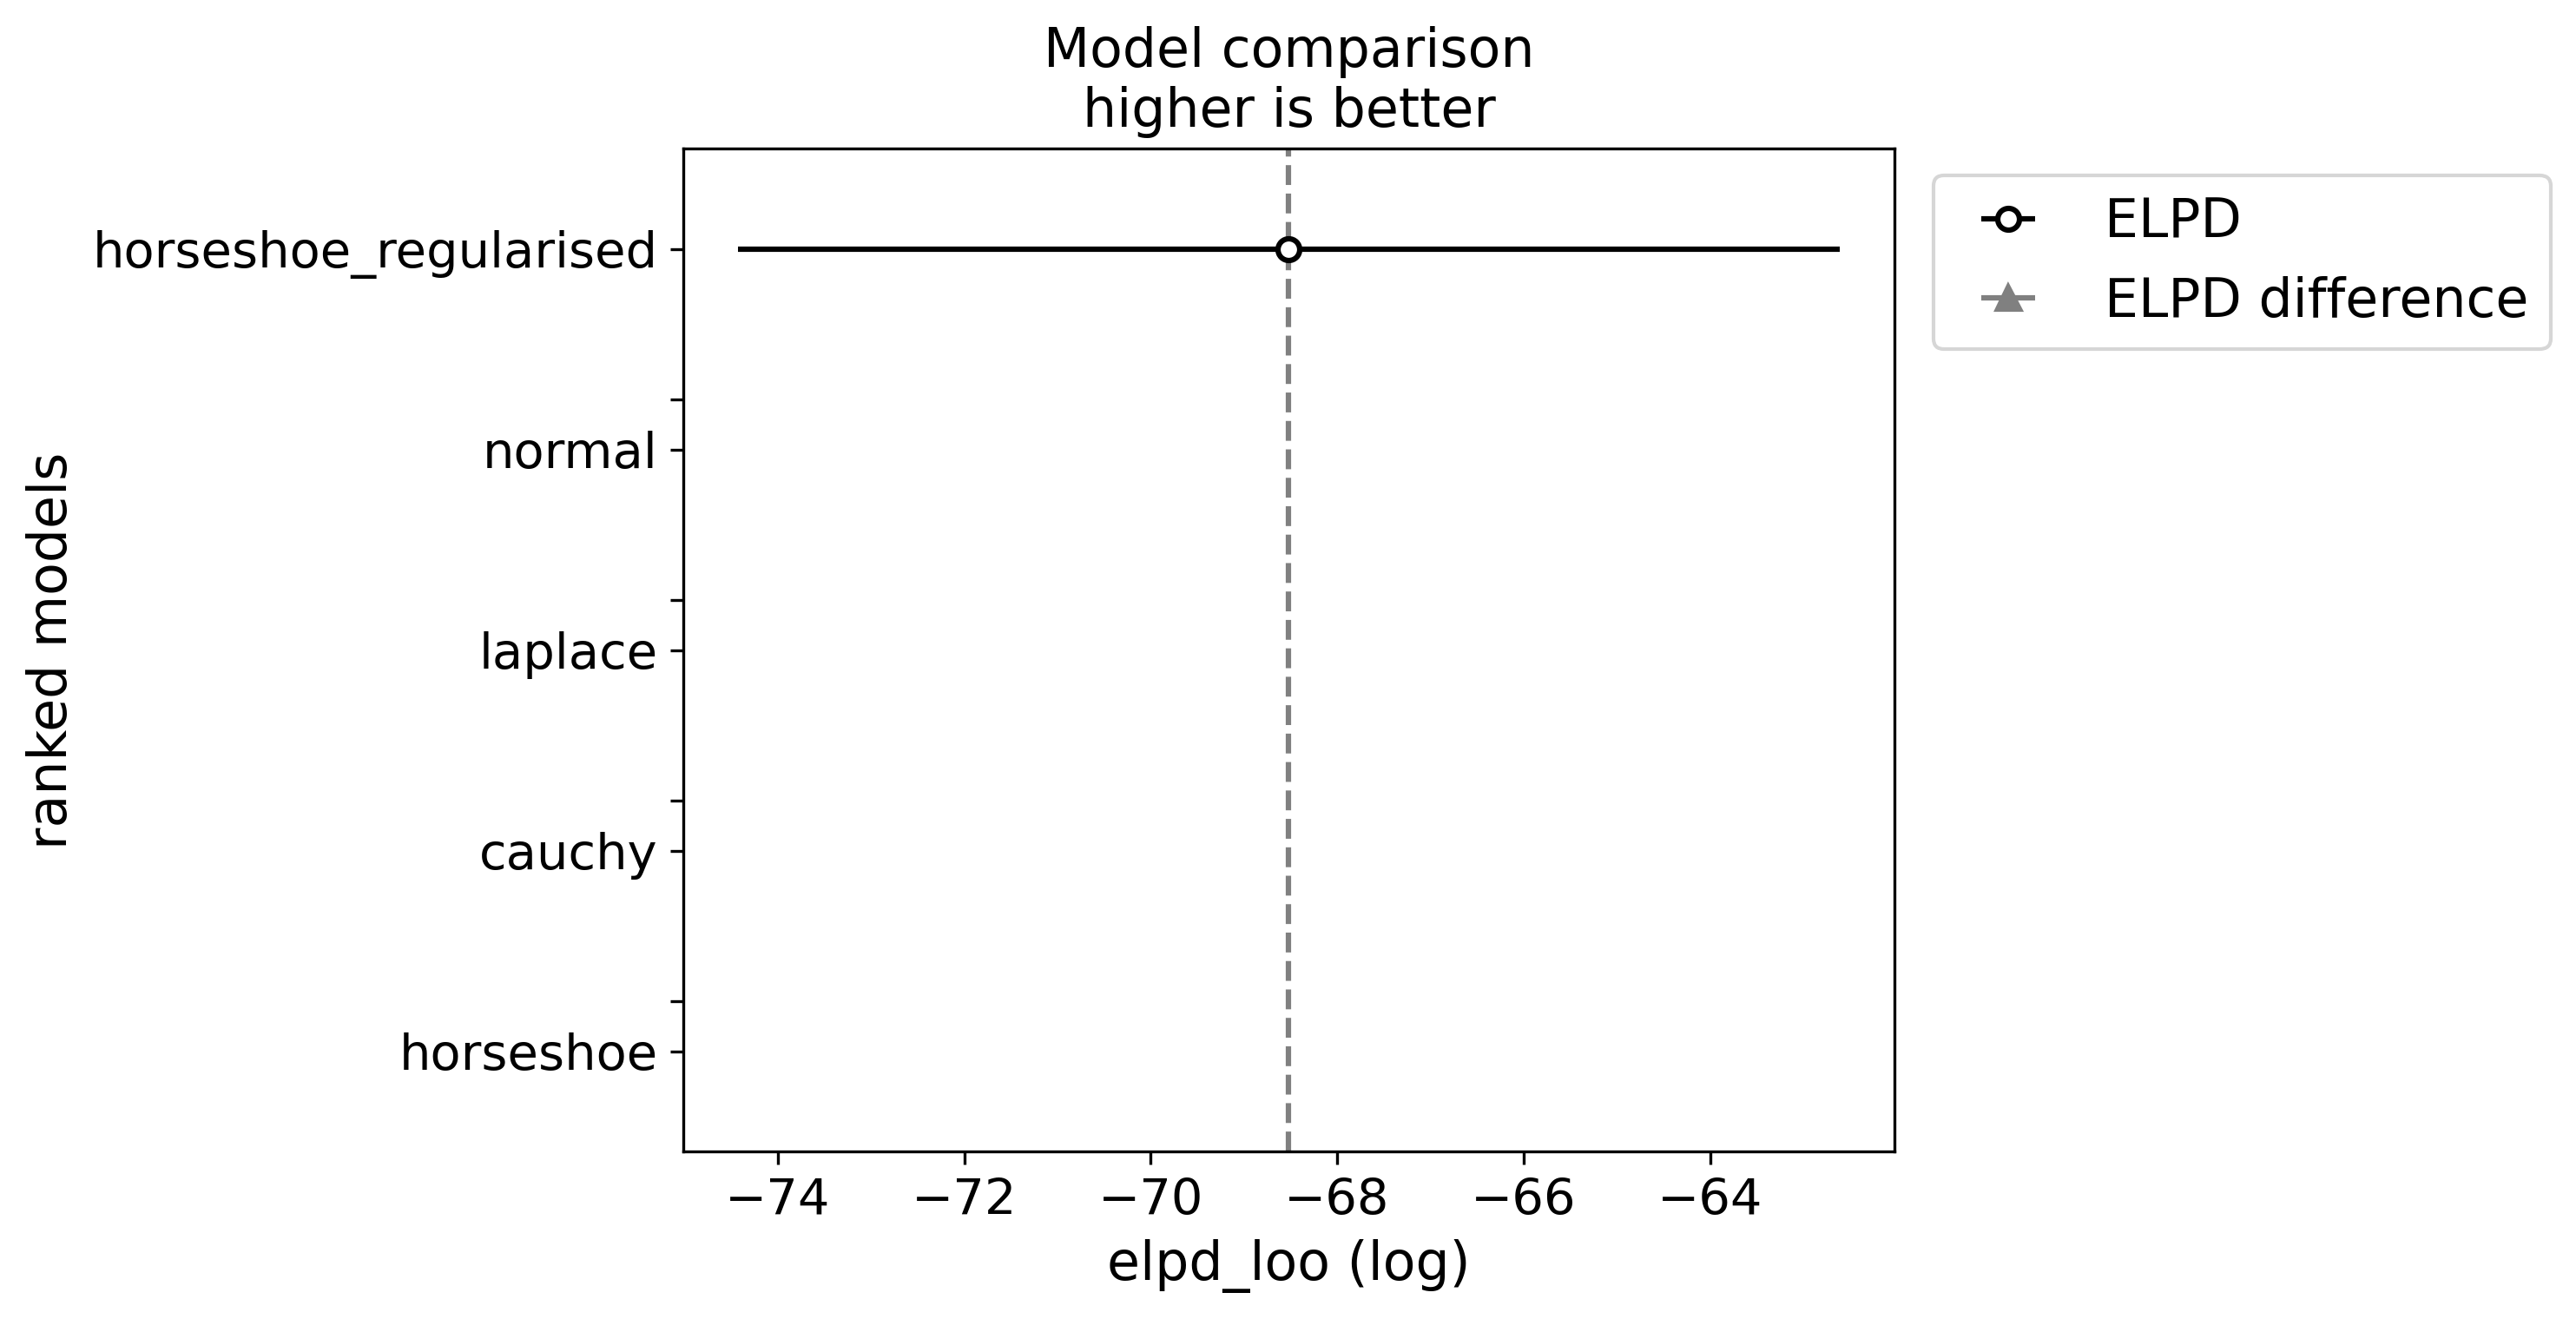 Model comparison
higher is better
ELPD
ELPD difference
ranked models
horseshoe_regularised
normal
laplace
cauchy
horseshoe
−74
−72
−70
−68
−66
−64
elpd_loo (log)